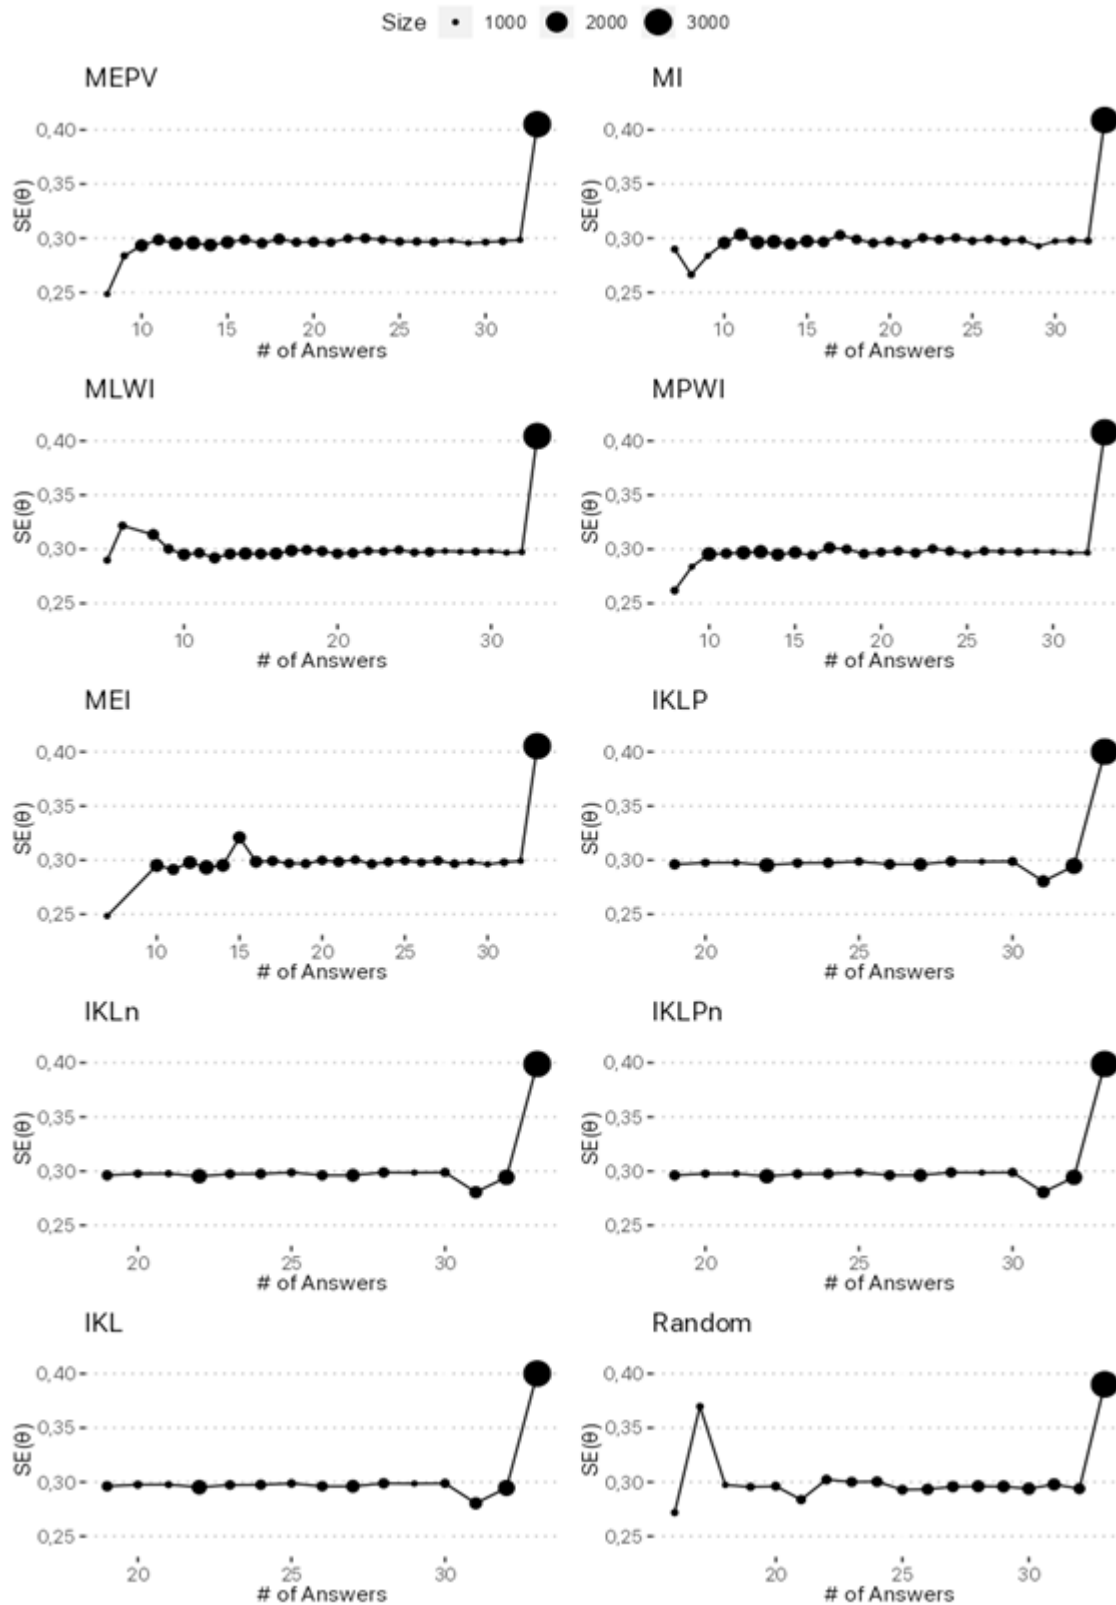 Size 1000 2000 3000
MEPV
0,40
0,35
0,30
0,25
SE(θ)
10 15 20 25 30
# of Answers
MI
0,40
0,35
0,30
0,25
SE(θ)
10 15 20 25 30
# of Answers
MLWI
0,40
0,35
0,30
0,25
SE(θ)
10 20 30
# of Answers
MPWI
0,40
0,35
0,30
0,25
SE(θ)
10 15 20 25 30
# of Answers
MEI
0,40
0,35
0,30
0,25
SE(θ)
10 15 20 25 30
# of Answers
IKLP
0,40
0,35
0,30
0,25
SE(θ)
20 25 30
# of Answers
IKLn
0,40
0,35
0,30
0,25
SE(θ)
20 25 30
# of Answers
IKLPn
0,40
0,35
0,30
0,25
SE(θ)
20 25 30
# of Answers
IKL
0,40
0,35
0,30
0,25
SE(θ)
20 25 30
# of Answers
Random
0,40
0,35
0,30
0,25
SE(θ)
20 25 30
# of Answers